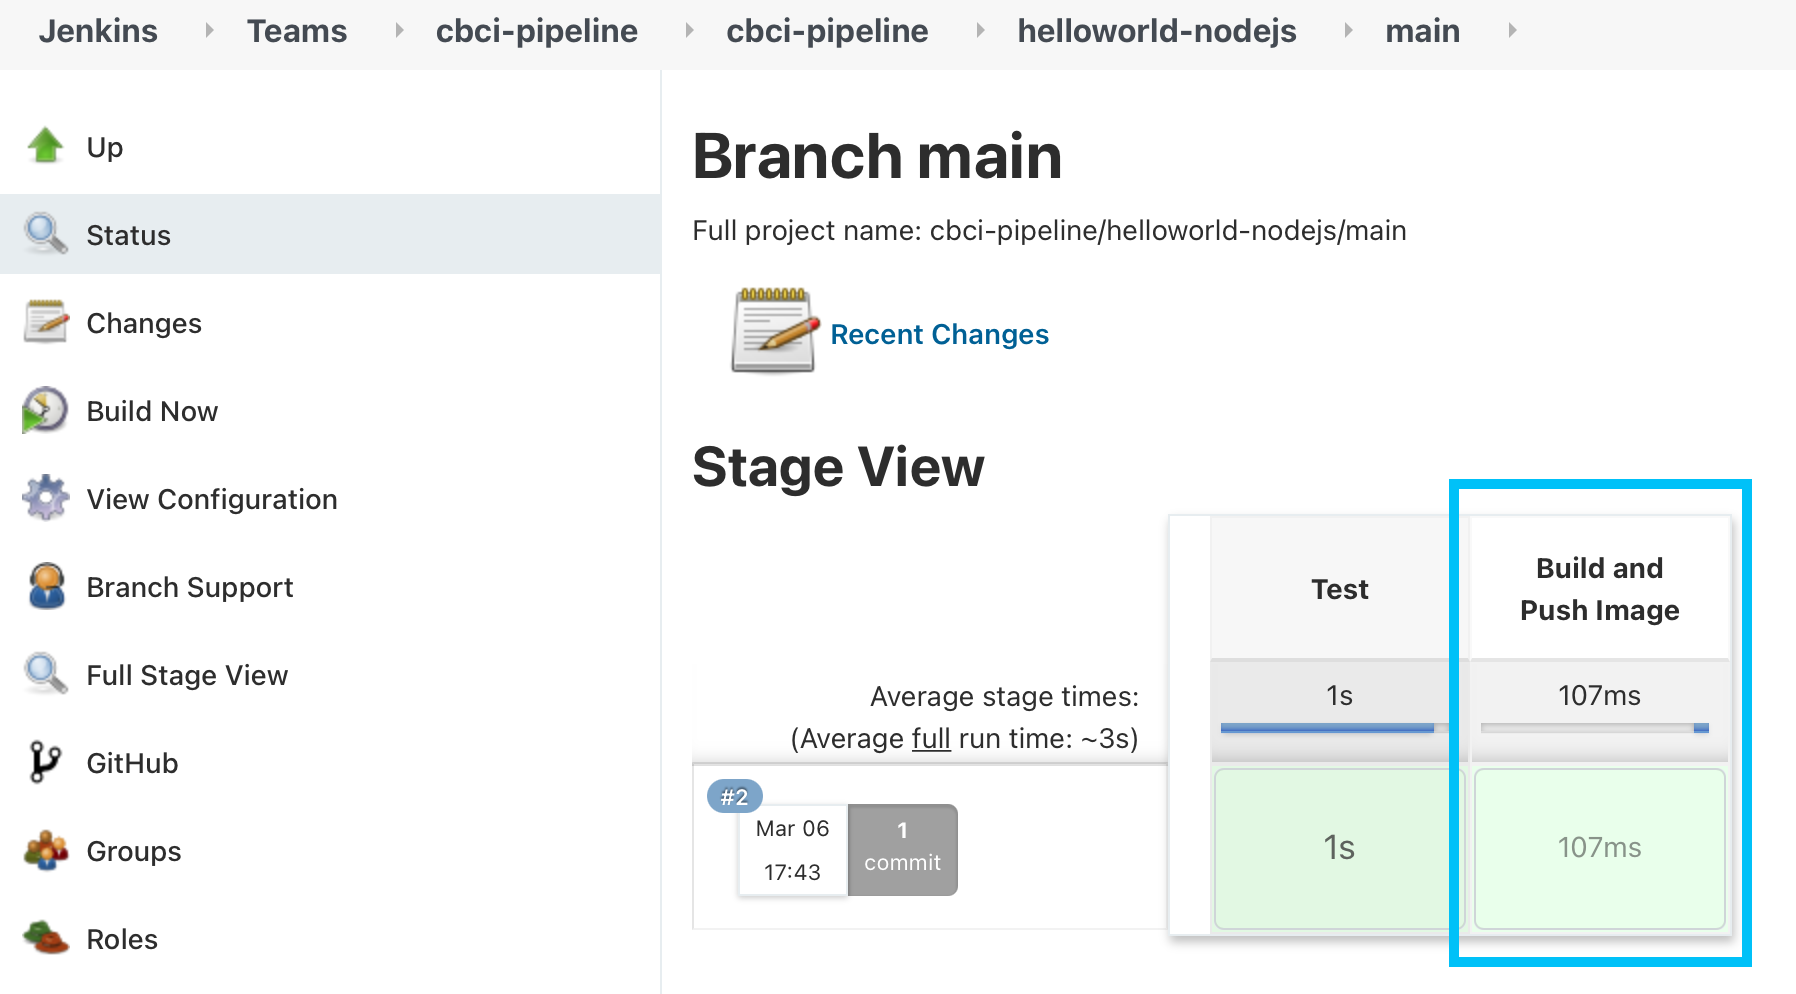 Jenkins Teams cbci-pipeline cbci-pipeline helloworld-nodejs main
Up
Status
Changes
Build Now
View Configuration
Branch Support
Full Stage View
GitHub
Groups
Roles
Branch main
Full project name: cbci-pipeline/helloworld-nodejs/main
Recent Changes
Stage View
Test
Build and
Push Image
Average stage times:
(Average full run time: ~3s)
1s
107ms
#2
Mar 06
17:43
1
commit
1s
107ms